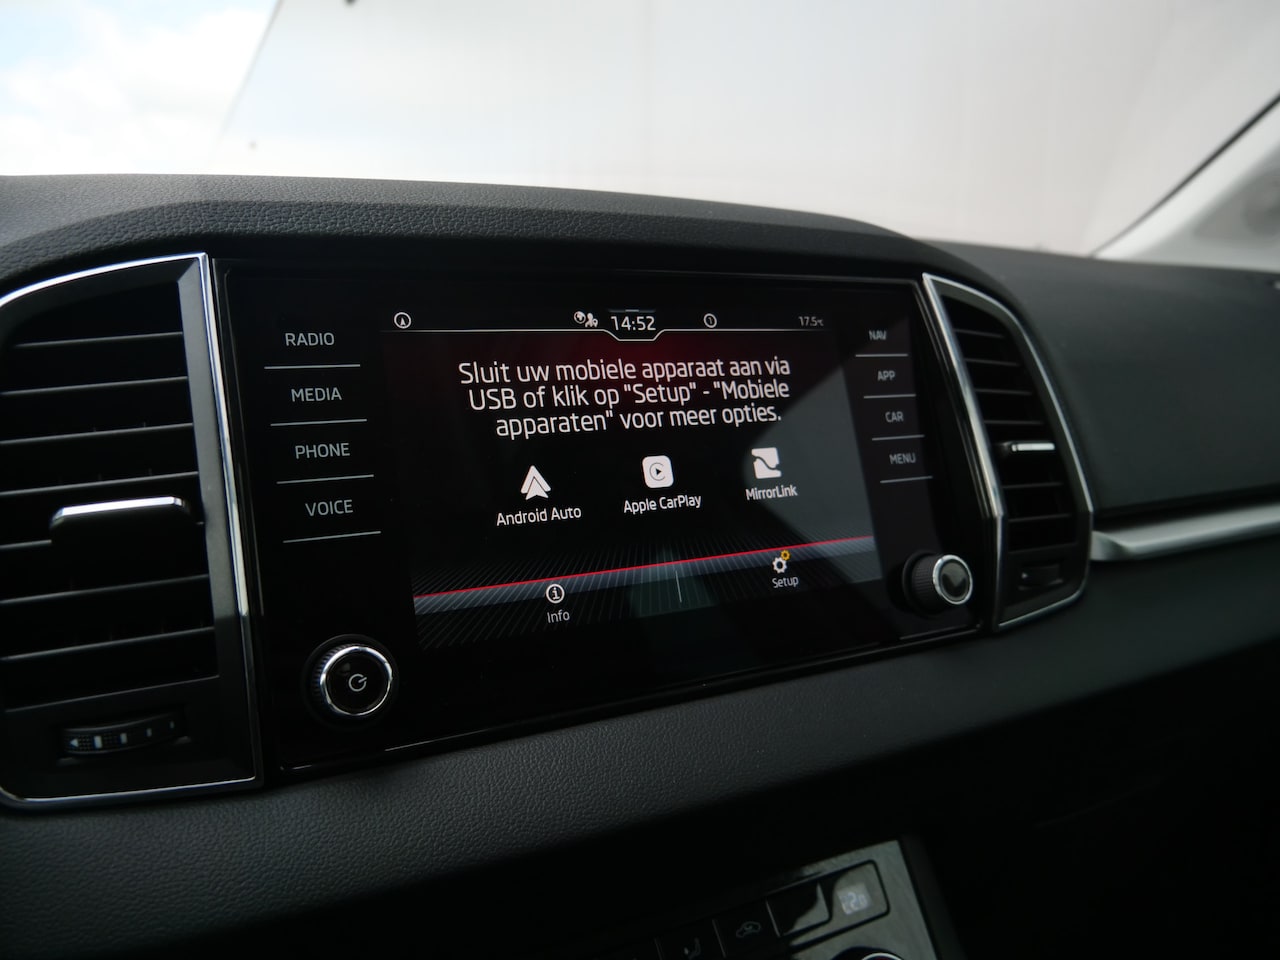 14:52
17.5°C
RADIO
MEDIA
PHONE
VOICE
Sluit uw mobiele apparaat aan via
USB of klik op "Setup" - "Mobiele
apparaten" voor meer opties.
Android Auto
Apple CarPlay
MirrorLink
Info
Setup
NAV
APP
CAR
MENU